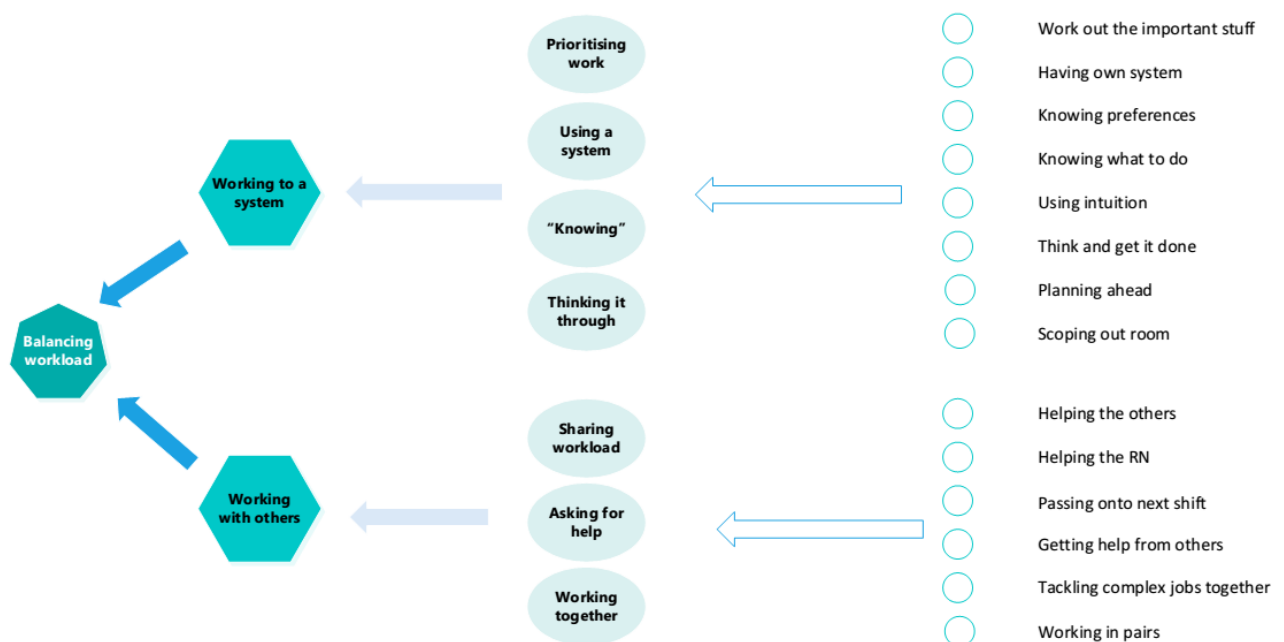 Prioritising
work
Using a
system
“Knowing”
Thinking it
through
Working to a
system
Work out the important stuff
Having own system
Knowing preferences
Knowing what to do
Using intuition
Think and get it done
Planning ahead
Scoping out room
Balancing
workload
Working
with others
Sharing
workload
Asking for
help
Working
together
Helping the others
Helping the RN
Passing onto next shift
Getting help from others
Tackling complex jobs together
Working in pairs